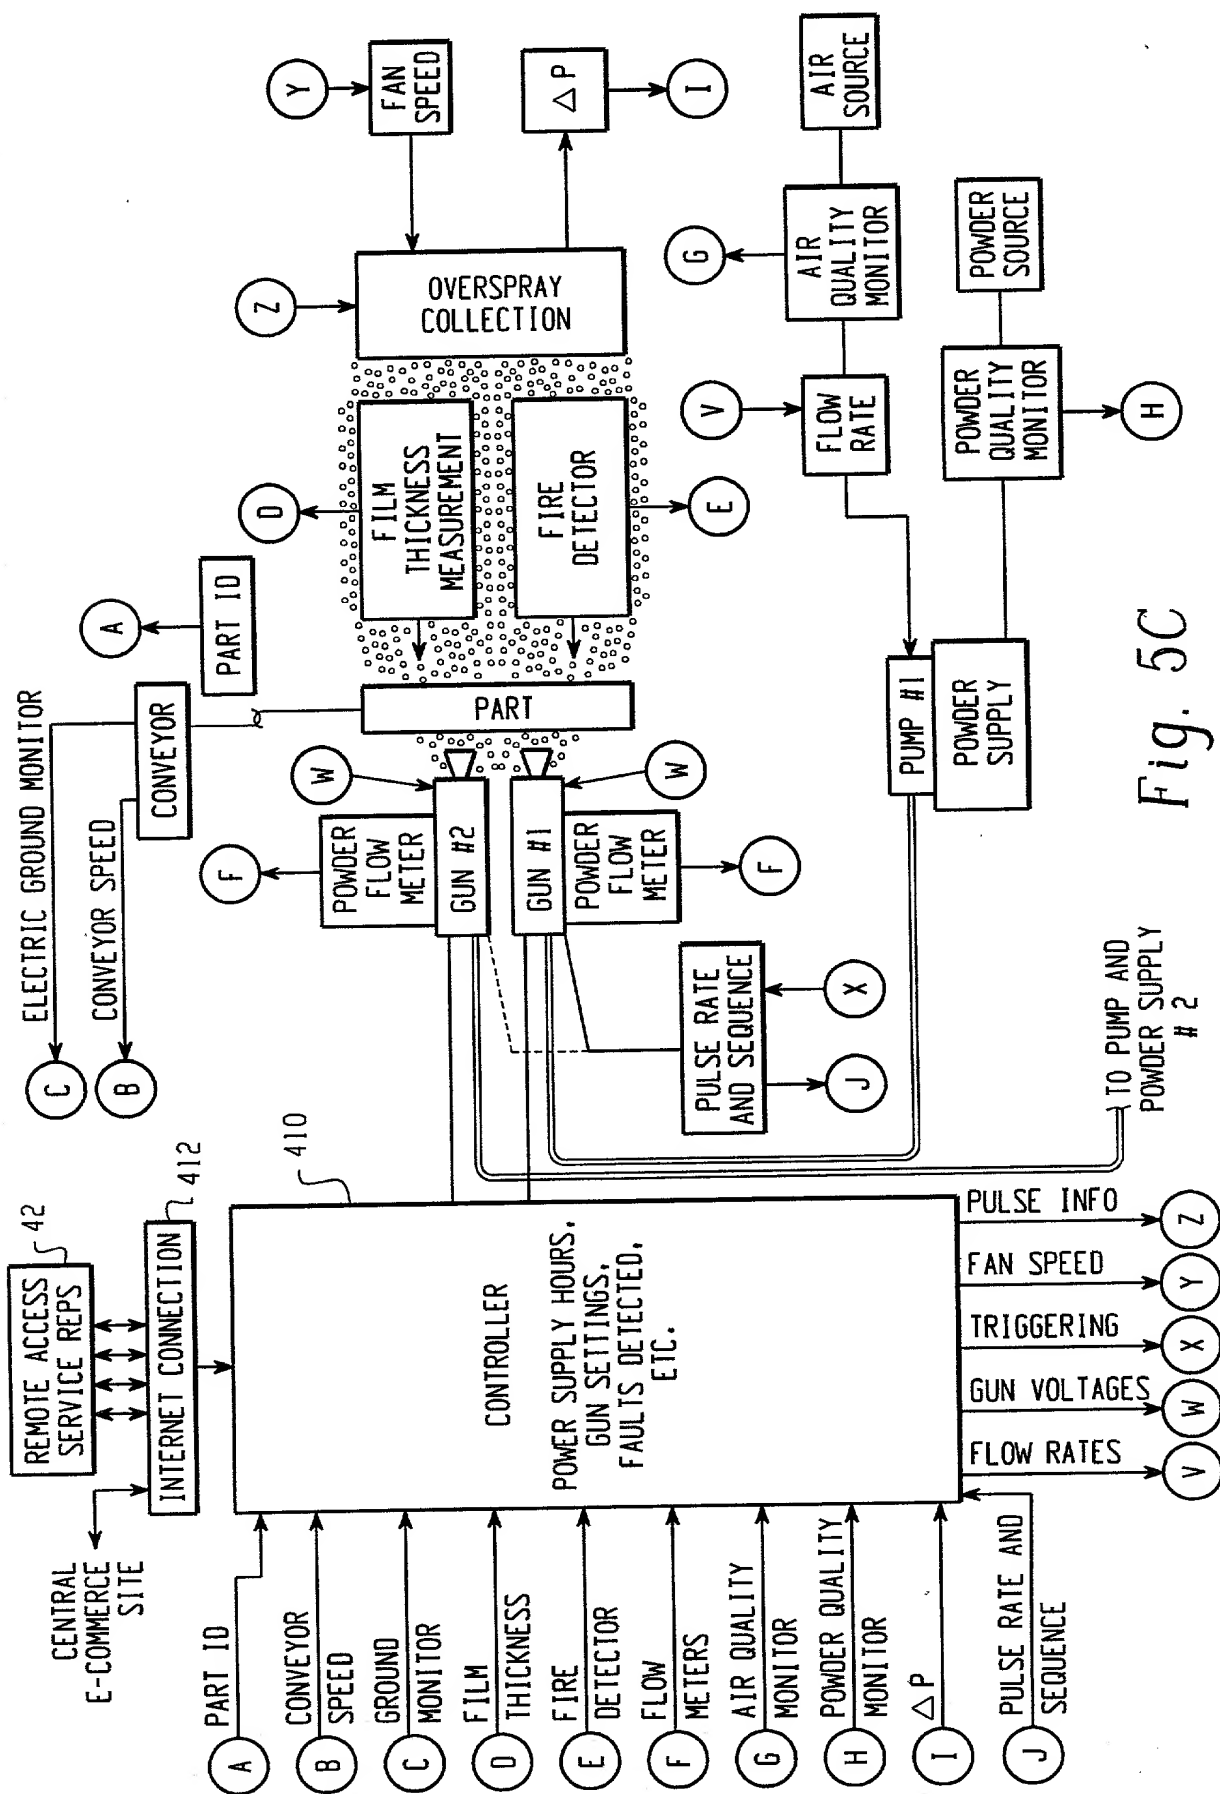 CENTRAL
E-COMMERCE
SITE
REMOTE ACCESS
SERVICE REPS
42
INTERNET CONNECTION
412
410
CONTROLLER
POWER SUPPLY HOURS,
GUN SETTINGS,
FAULTS DETECTED,
ETC.
A
PART ID
B
CONVEYOR
SPEED
C
GROUND
MONITOR
D
FILM
THICKNESS
E
FIRE
DETECTOR
F
FLOW
METERS
G
AIR QUALITY
MONITOR
H
POWDER QUALITY
MONITOR
I
△ P
J
PULSE RATE AND
SEQUENCE
FLOW RATES
V
GUN VOLTAGES
W
TRIGGERING
X
FAN SPEED
Y
PULSE INFO
Z
C
ELECTRIC GROUND MONITOR
B
CONVEYOR SPEED
CONVEYOR
A
PART ID
F
POWDER
FLOW
METER
GUN #2
W
GUN #1
POWDER
FLOW
METER
W
F
PULSE RATE
AND SEQUENCE
J
X
TO PUMP AND
POWDER SUPPLY
# 2
PART
D
FILM
THICKNESS
MEASUREMENT
FIRE
DETECTOR
E
Z
OVERSPRAY
COLLECTION
Y
FAN
SPEED
△ P
I
PUMP #1
POWDER
SUPPLY
V
FLOW
RATE
G
AIR
QUALITY
MONITOR
AIR
SOURCE
POWDER
QUALITY
MONITOR
H
POWDER
SOURCE
Fig. 5C